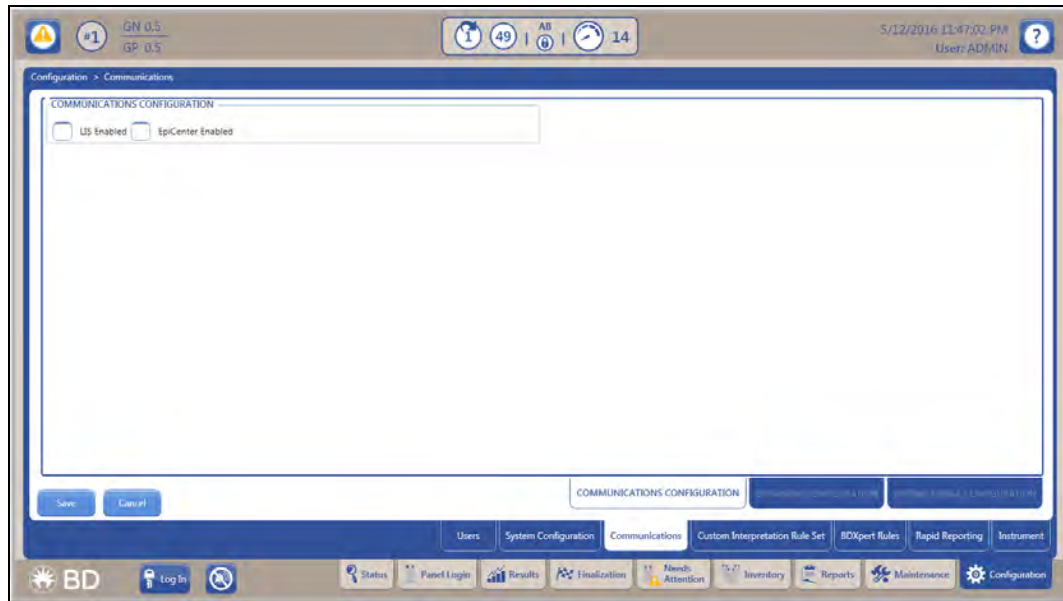 #1
GN 0.5
GP 0.5
1 49 | AB | 14
5/12/2016 11:47:02 PM
User: ADMIN
?
Configuration > Communications
COMMUNICATIONS CONFIGURATION
LIS Enabled EpiCenter Enabled
Save Cancel
COMMUNICATIONS CONFIGURATION
Users System Configuration Communications Custom Interpretation Rule Set BDXpert Rules Rapid Reporting Instrument
BD Log In Status Panel Login Results Finalization Needs Attention Inventory Reports Maintenance Configuration